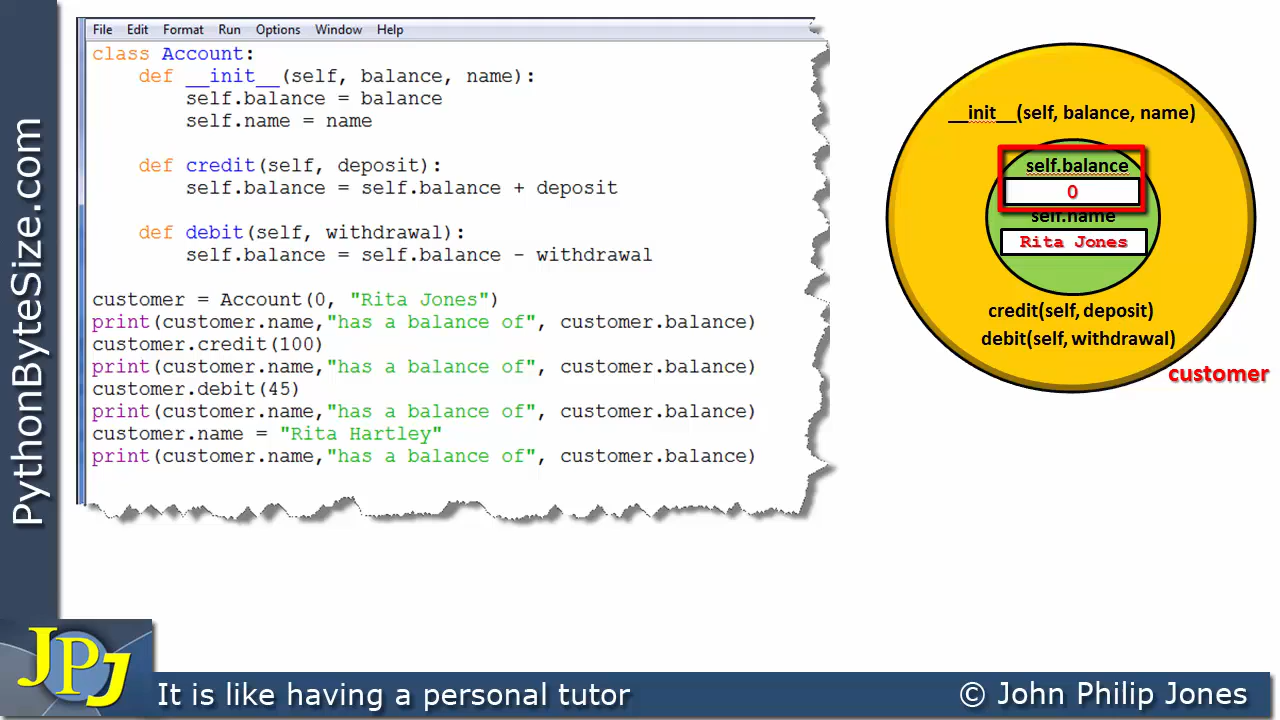 PythonByteSize.com
File Edit Format Run Options Window Help
class Account:
    def __init__(self, balance, name):
        self.balance = balance
        self.name = name

    def credit(self, deposit):
        self.balance = self.balance + deposit

    def debit(self, withdrawal):
        self.balance = self.balance - withdrawal

customer = Account(0, "Rita Jones")
print(customer.name,"has a balance of", customer.balance)
customer.credit(100)
print(customer.name,"has a balance of", customer.balance)
customer.debit(45)
print(customer.name,"has a balance of", customer.balance)
customer.name = "Rita Hartley"
print(customer.name,"has a balance of", customer.balance)
__init__(self, balance, name)
self.balance
0
self.name
Rita Jones
credit(self, deposit)
debit(self, withdrawal)
customer
JPJ
It is like having a personal tutor
© John Philip Jones